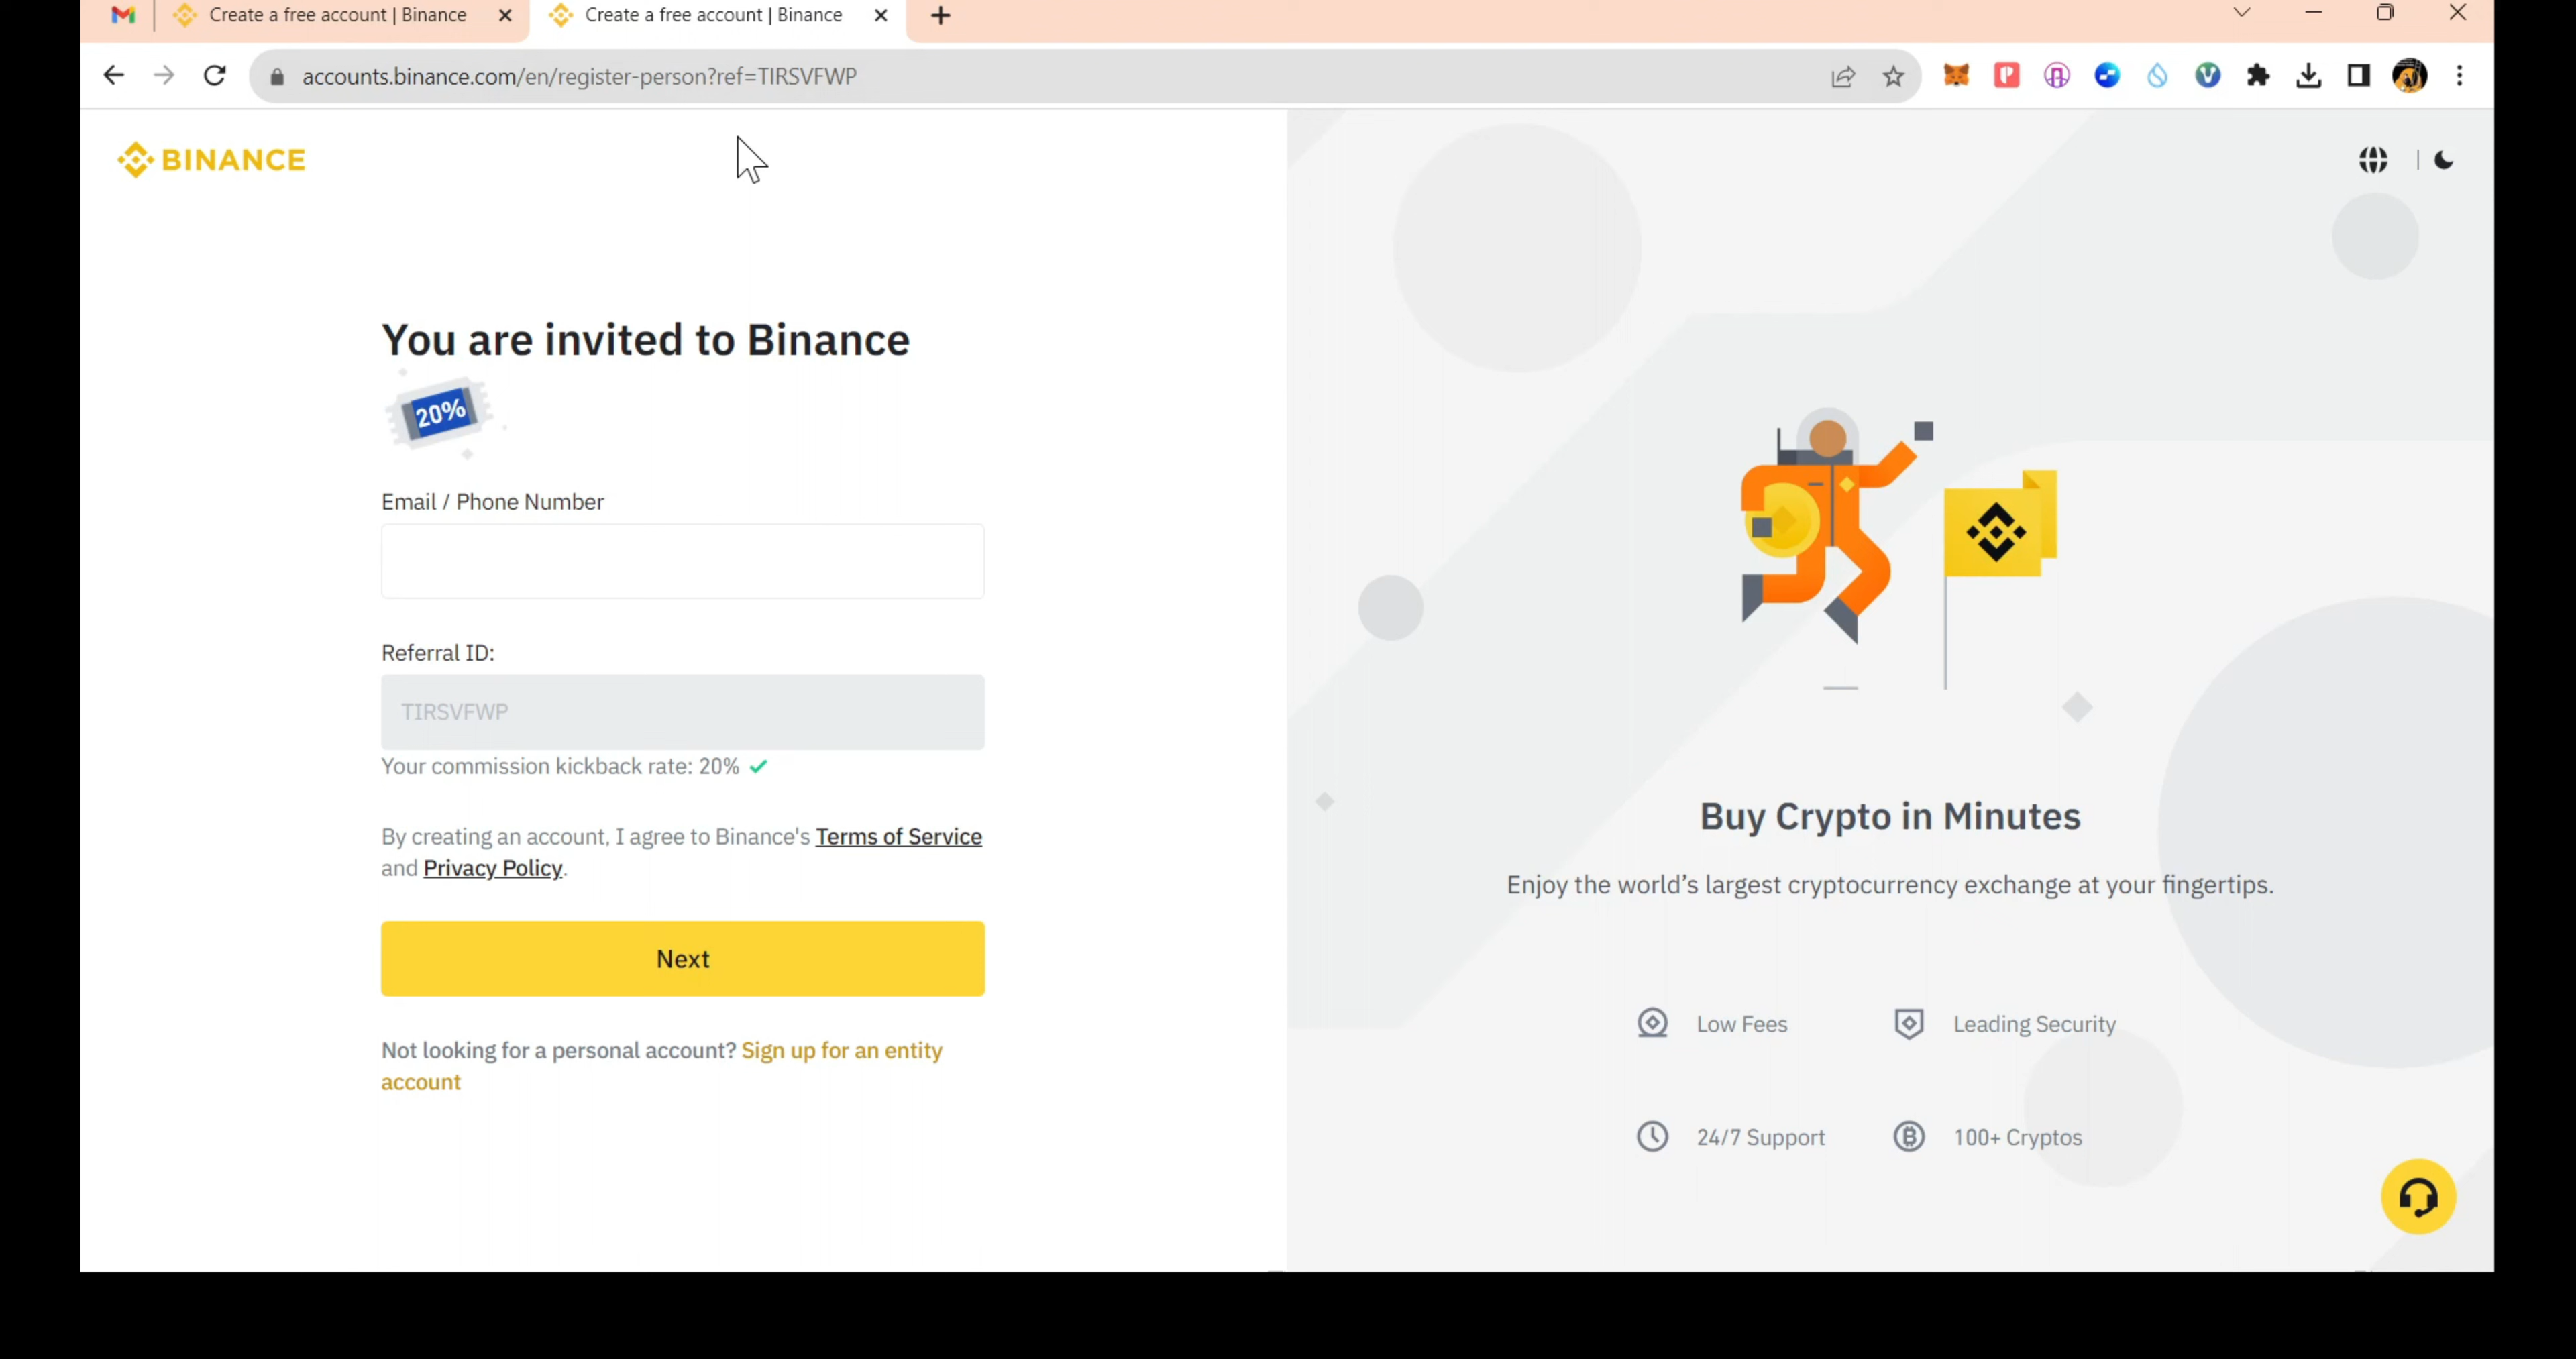 Create a free account | Binance
Create a free account | Binance
accounts.binance.com/en/register-person?ref=TIRSVFWP
BINANCE
You are invited to Binance
20%
Email / Phone Number
Referral ID:
TIRSVFWP
Your commission kickback rate: 20%
By creating an account, I agree to Binance's Terms of Service
and Privacy Policy.
Next
Not looking for a personal account? Sign up for an entity
account
Buy Crypto in Minutes
Enjoy the world’s largest cryptocurrency exchange at your fingertips.
Low Fees
Leading Security
24/7 Support
100+ Cryptos